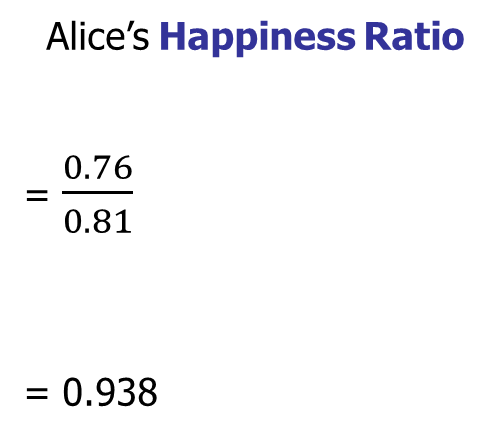 Alice’s Happiness Ratio
= 0.76
0.81
= 0.938